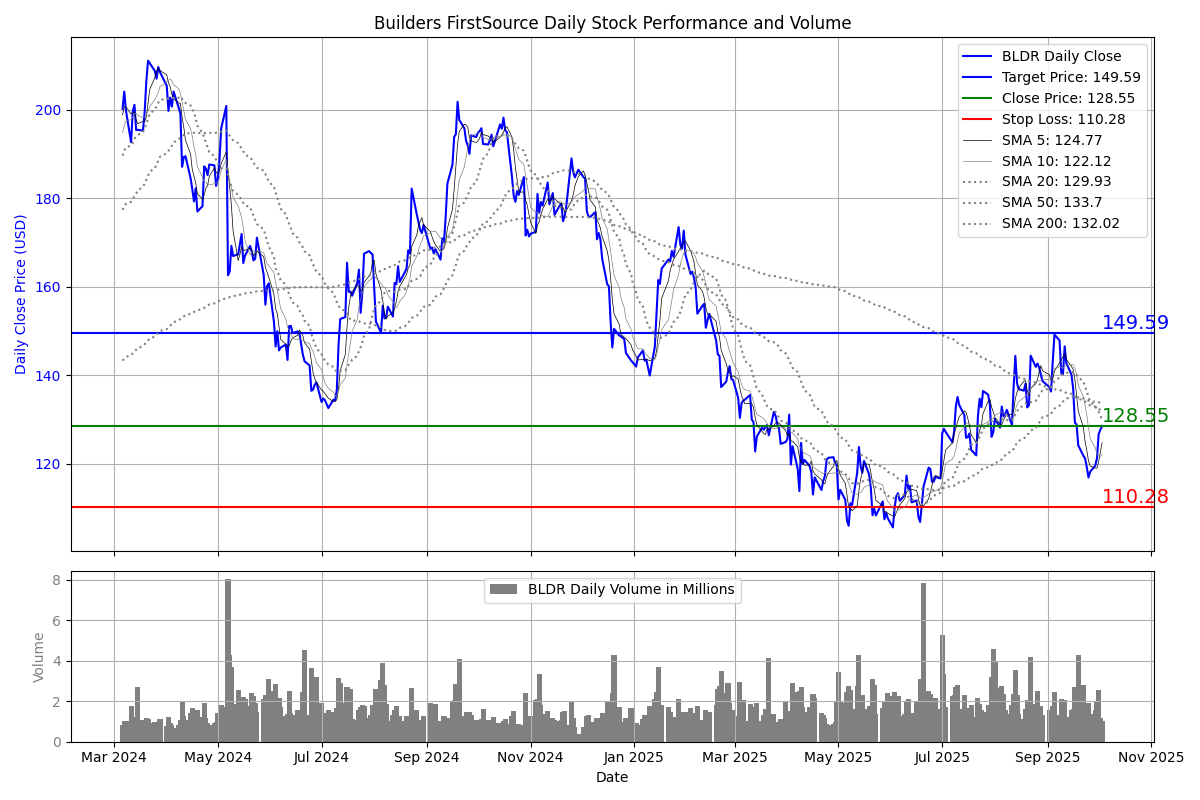 Builders FirstSource Daily Stock Performance and Volume
BLDR Daily Close
Target Price: 149.59
Close Price: 128.55
Stop Loss: 110.28
SMA 5: 124.77
SMA 10: 122.12
SMA 20: 129.93
SMA 50: 133.7
SMA 200: 132.02
Daily Close Price (USD)
200
180
160
140
120
149.59
128.55
110.28
BLDR Daily Volume in Millions
Volume
8
6
4
2
0
Mar 2024 May 2024 Jul 2024 Sep 2024 Nov 2024 Jan 2025 Mar 2025 May 2025 Jul 2025 Sep 2025 Nov 2025
Date